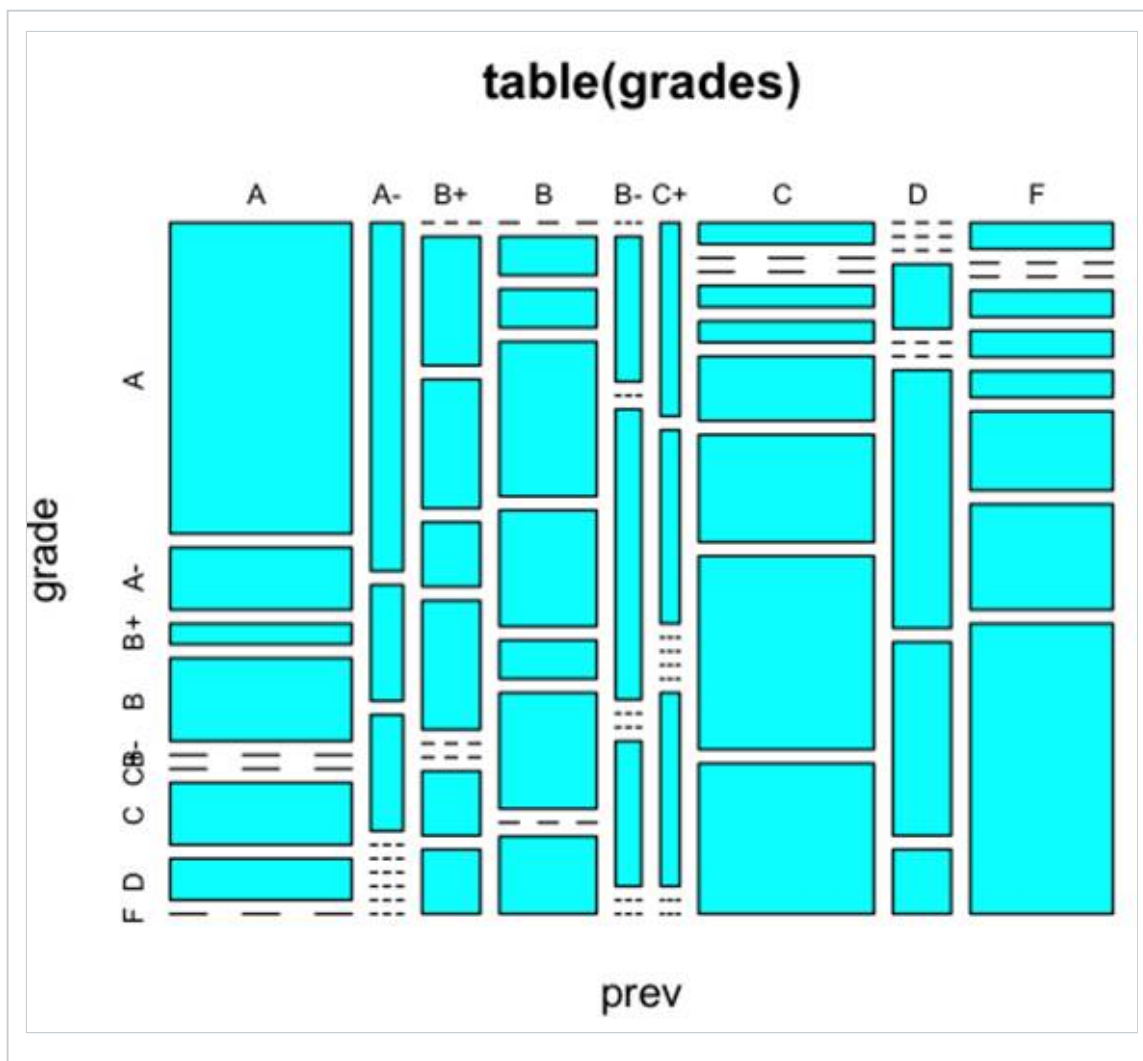 table(grades)
A A- B+ B B- C+ C D F
grade
A
A-
B+
B
B-
C+
C
D
F
prev